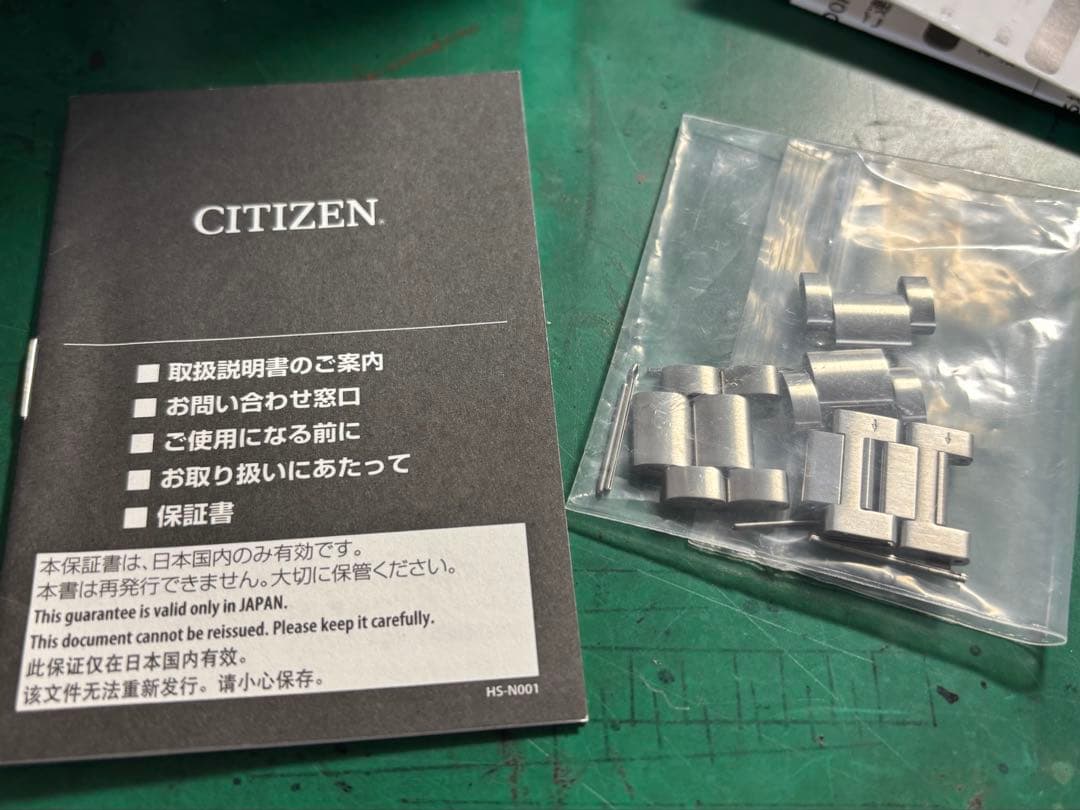 CITIZEN
■ 取扱説明書のご案内
■ お問い合わせ窓口
■ ご使用になる前に
■ お取り扱いにあたって
■ 保証書
本保証書は、日本国内のみ有効です。
本書は再発行できません。大切に保管ください。
This guarantee is valid only in JAPAN.
This document cannot be reissued. Please keep it carefully.
此保证仅在日本国内有效。
该文件无法重新发行。请小心保存。
HS-N001